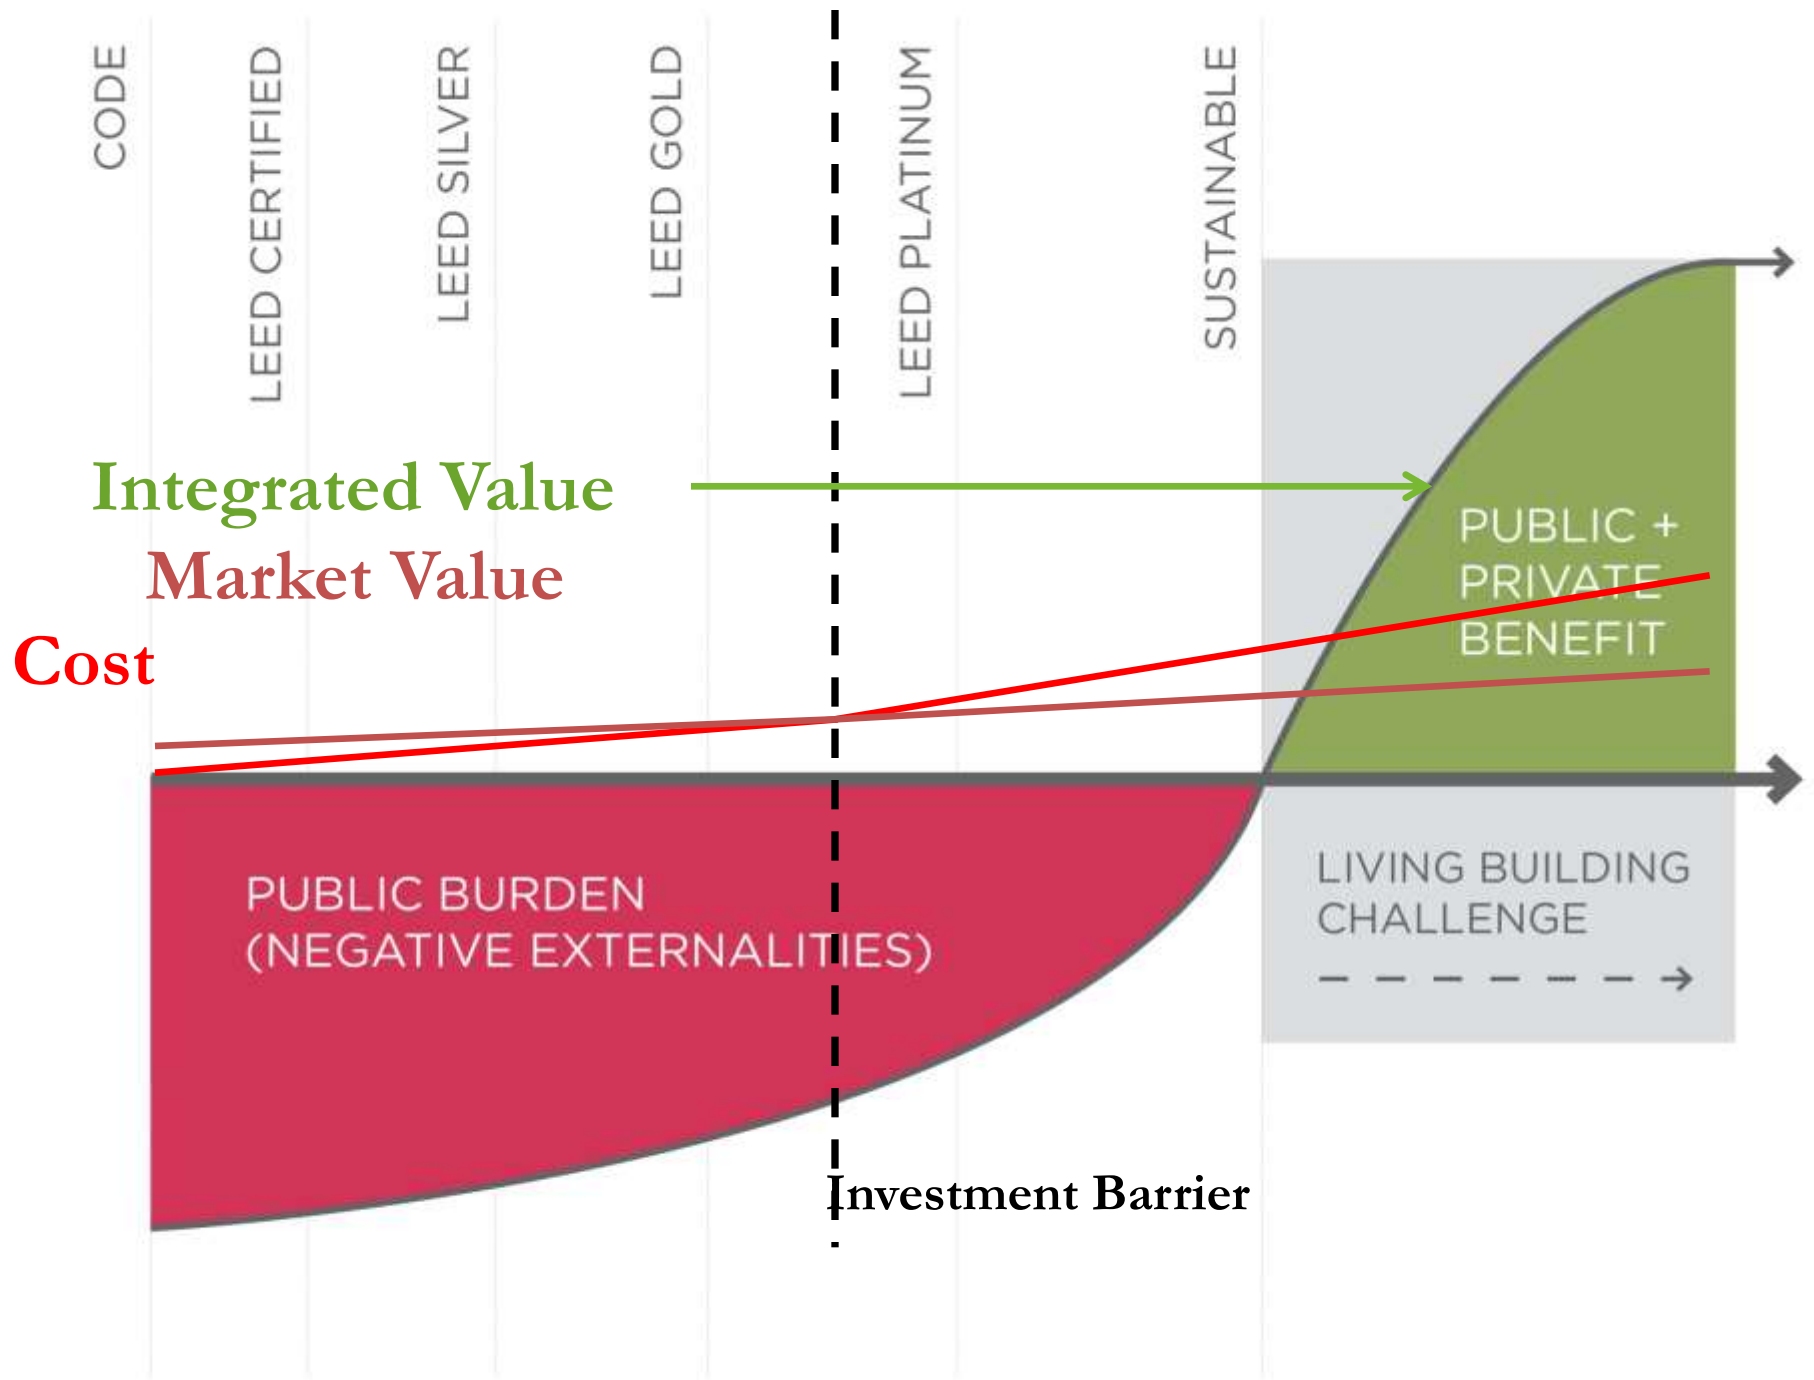 CODE
LEED CERTIFIED
LEED SILVER
LEED GOLD
LEED PLATINUM
SUSTAINABLE
Integrated Value
Market Value
Cost
PUBLIC +
PRIVATE
BENEFIT
PUBLIC BURDEN
(NEGATIVE EXTERNALITIES)
LIVING BUILDING
CHALLENGE
Investment Barrier